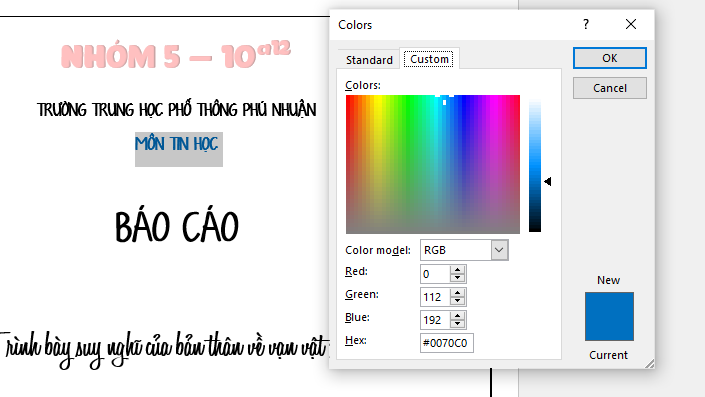 NHÓM 5 – 10ᵃ¹²
TRƯỜNG TRUNG HỌC PHỔ THÔNG PHÚ NHUẬN
MÔN TIN HỌC
BÁO CÁO
Trình bày suy nghĩ của bản thân về vạn vật
Colors
?
Standard
Custom
OK
Cancel
Colors:
Color model: RGB
Red: 0
Green: 112
Blue: 192
Hex: #0070C0
New
Current